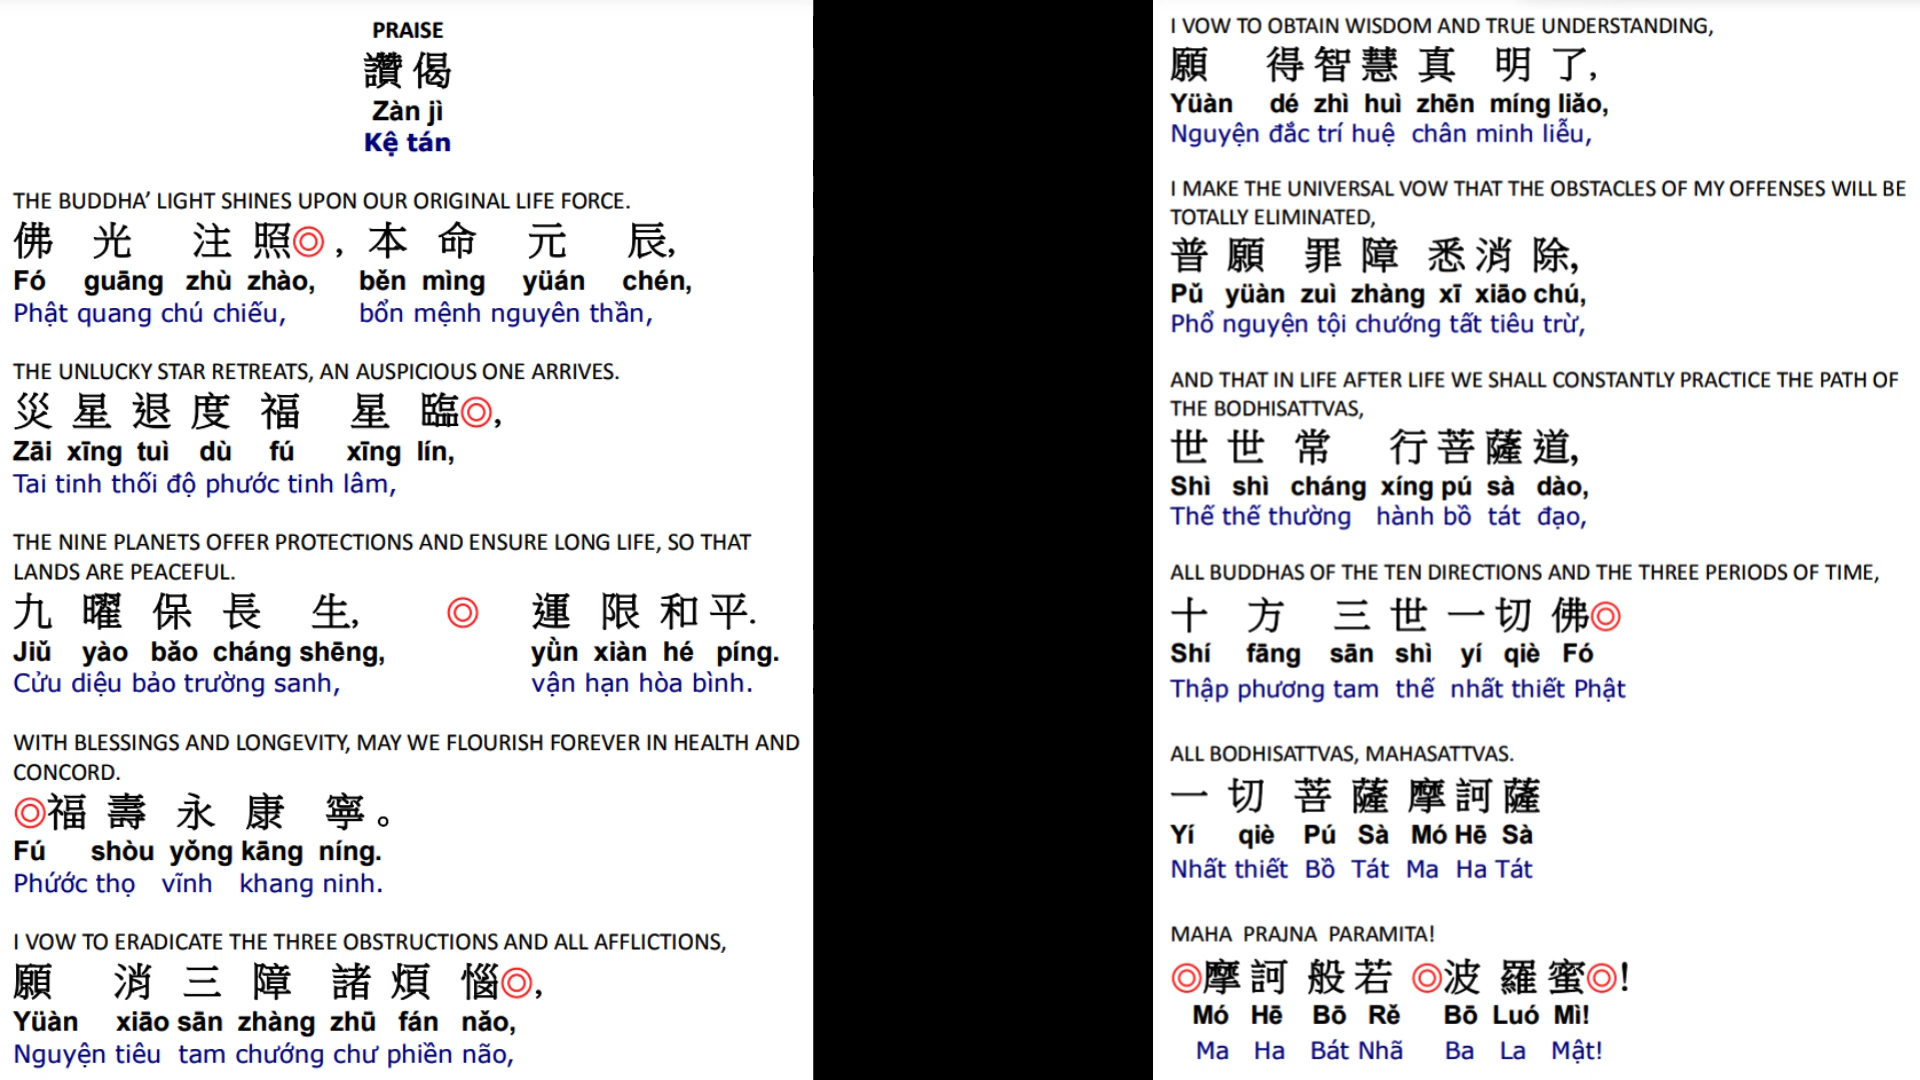 PRAISE
讚偈
Zàn jì
Kệ tán
THE BUDDHA’ LIGHT SHINES UPON OUR ORIGINAL LIFE FORCE.
佛 光 注 照◎, 本 命 元 辰,
Fó guāng zhù zhào, běn mìng yüán chén,
Phật quang chú chiếu, bổn mệnh nguyên thần,
THE UNLUCKY STAR RETREATS, AN AUSPICIOUS ONE ARRIVES.
災 星 退 度 福 星 臨◎,
Zāi xīng tuì dù fú xīng lín,
Tai tinh thối độ phước tinh lâm,
THE NINE PLANETS OFFER PROTECTIONS AND ENSURE LONG LIFE, SO THAT
LANDS ARE PEACEFUL.
九 曜 保 長 生, ◎ 運 限 和 平.
Jiǔ yào bǎo cháng shēng, yǜn xiàn hé píng.
Cửu diệu bảo trường sanh, vận hạn hòa bình.
WITH BLESSINGS AND LONGEVITY, MAY WE FLOURISH FOREVER IN HEALTH AND
CONCORD.
◎福 壽 永 康 寧。
Fú shòu yǒng kāng níng.
Phứớc thọ vĩnh khang ninh.
I VOW TO ERADICATE THE THREE OBSTRUCTIONS AND ALL AFFLICTIONS,
願 消 三 障 諸 煩 惱◎,
Yüàn xiāo sān zhàng zhū fán nǎo,
Nguyện tiêu tam chướng chư phiền não,
I VOW TO OBTAIN WISDOM AND TRUE UNDERSTANDING,
願 得 智 慧 真 明 了,
Yüàn dé zhì huì zhēn míng liǎo,
Nguyện đắc trí huệ chân minh liễu,
I MAKE THE UNIVERSAL VOW THAT THE OBSTACLES OF MY OFFENSES WILL BE
TOTALLY ELIMINATED,
普 願 罪 障 悉 消 除,
Pǔ yüàn zuì zhàng xī xiāo chú,
Phổ nguyện tội chướng tất tiêu trừ,
AND THAT IN LIFE AFTER LIFE WE SHALL CONSTANTLY PRACTICE THE PATH OF
THE BODHISATTVAS,
世 世 常 行 菩 薩 道,
Shì shì cháng xíng pú sà dào,
Thế thế thường hành bồ tát đạo,
ALL BUDDHAS OF THE TEN DIRECTIONS AND THE THREE PERIODS OF TIME,
十 方 三 世 一 切 佛◎
Shí fāng sān shì yí qiè Fó
Thập phương tam thế nhất thiết Phật
ALL BODHISATTVAS, MAHASATTVAS.
一 切 菩 薩 摩 訶 薩
Yí qiè Pú Sà Mó Hē Sà
Nhất thiết Bồ Tát Ma Ha Tát
MAHA PRAJNA PARAMITA!
◎摩 訶 般 若 ◎波 羅 蜜◎!
Mó Hē Bō Rě Bō Luó Mì!
Ma Ha Bát Nhã Ba La Mật!